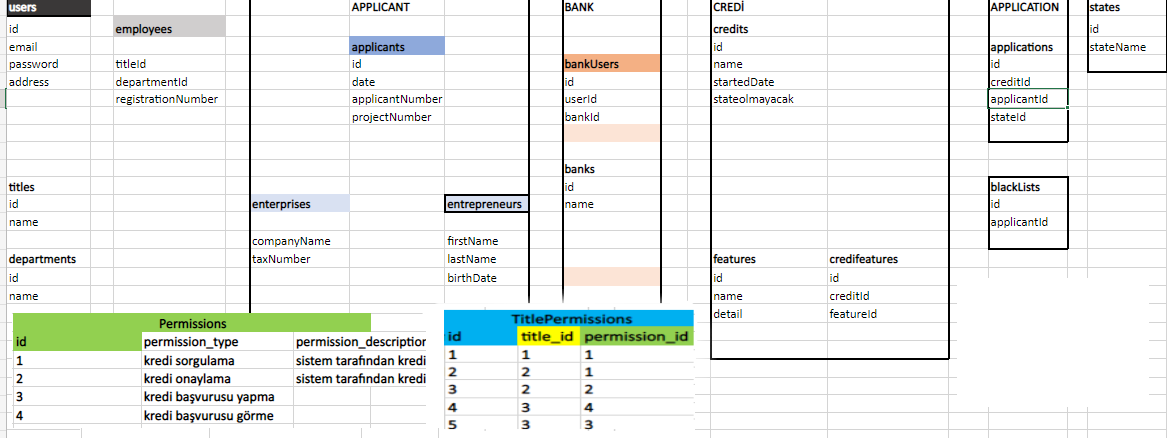 users APPLICANT BANK CREDİ APPLICATION states
id employees credits id
email applicants id applications stateName
password titleId id bankUsers name id
address departmentId date id startedDate creditId
registrationNumber applicantNumber userId stateolmayacak applicantId
projectNumber bankId stateId
banks
titles id blackLists
id enterprises entrepreneurs name id
name applicantId
companyName firstName
departments taxNumber lastName features credifeatures
id birthDate id id
name name creditId
detail featureId
Permissions
id permission_type permission_description
1 kredi sorgulama sistem tarafından kredi
2 kredi onaylama sistem tarafından kredi
3 kredi başvurusu yapma
4 kredi başvurusu görme
TitlePermissions
id title_id permission_id
1 1 1
2 2 1
3 2 2
4 3 4
5 3 3